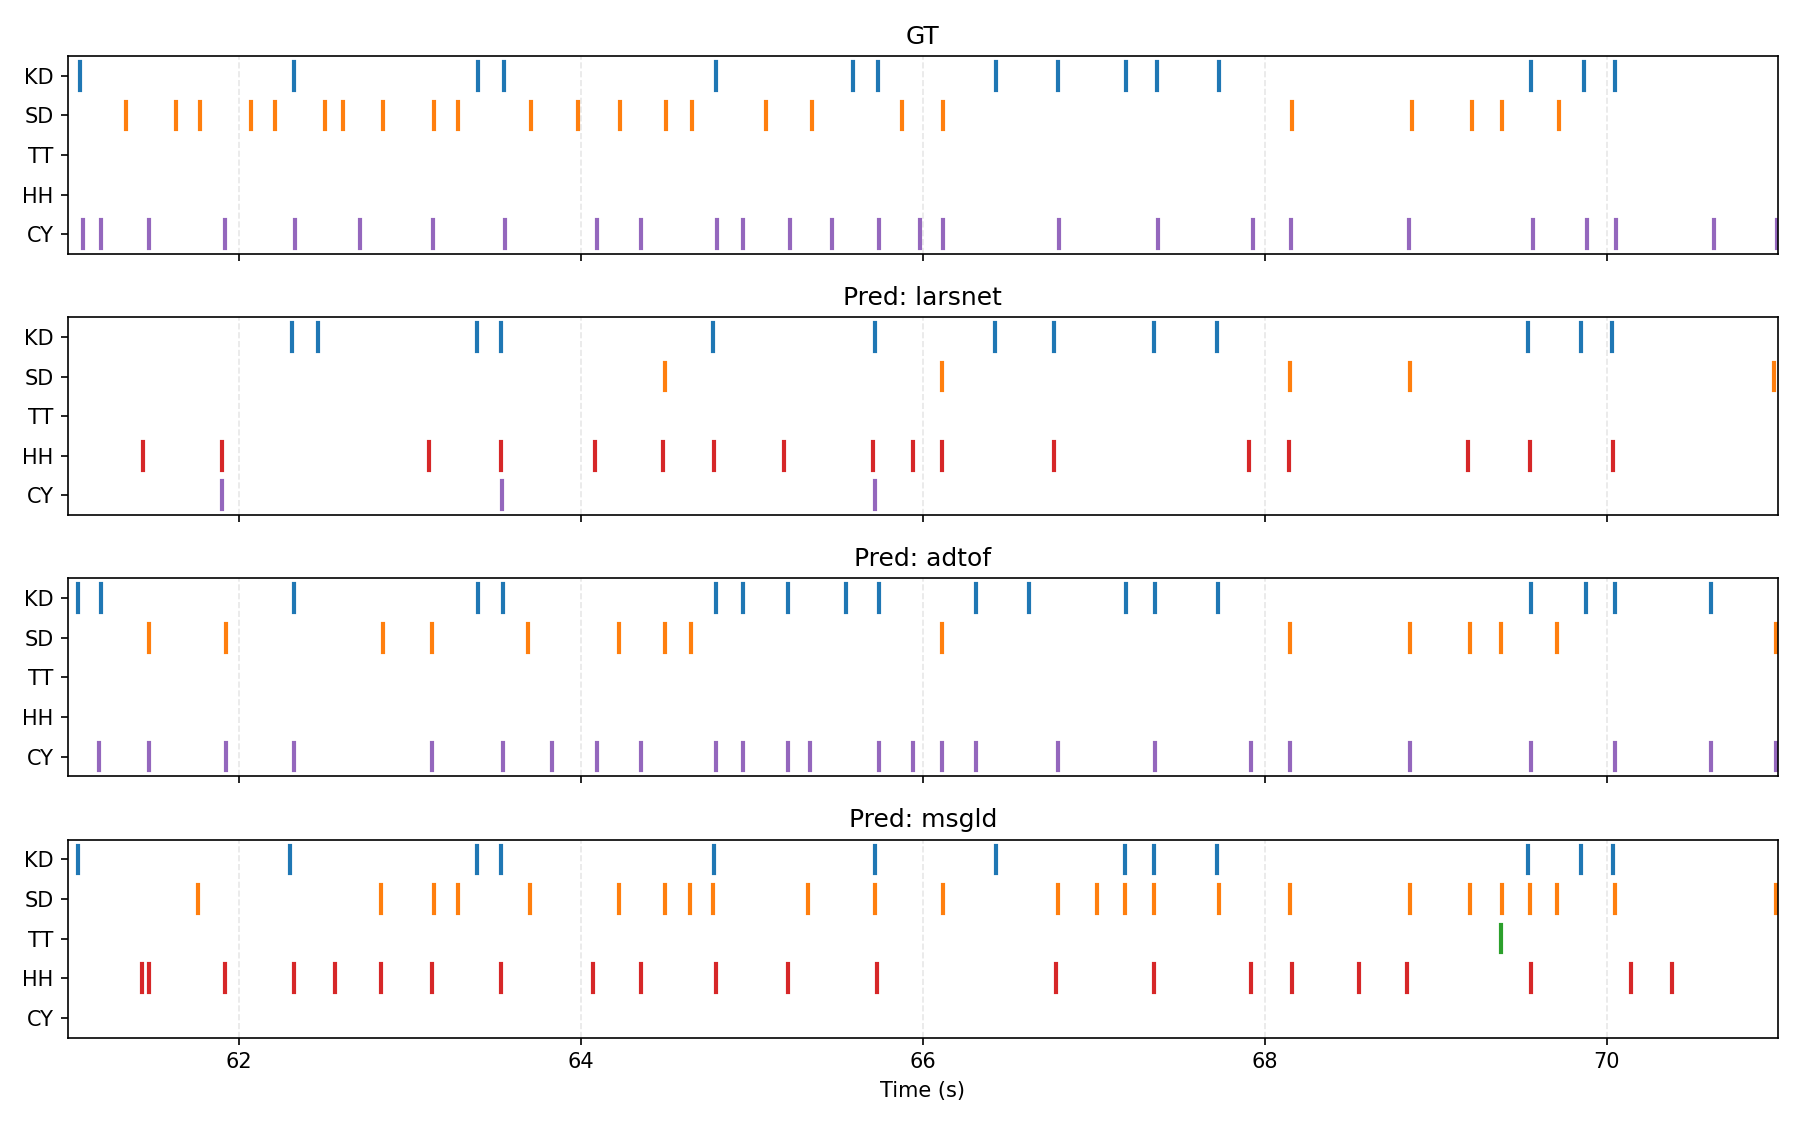 GT
KD
SD
TT
HH
CY
Pred: larsnet
KD
SD
TT
HH
CY
Pred: adtof
KD
SD
TT
HH
CY
Pred: msgld
KD
SD
TT
HH
CY
62 64 66 68 70
Time (s)